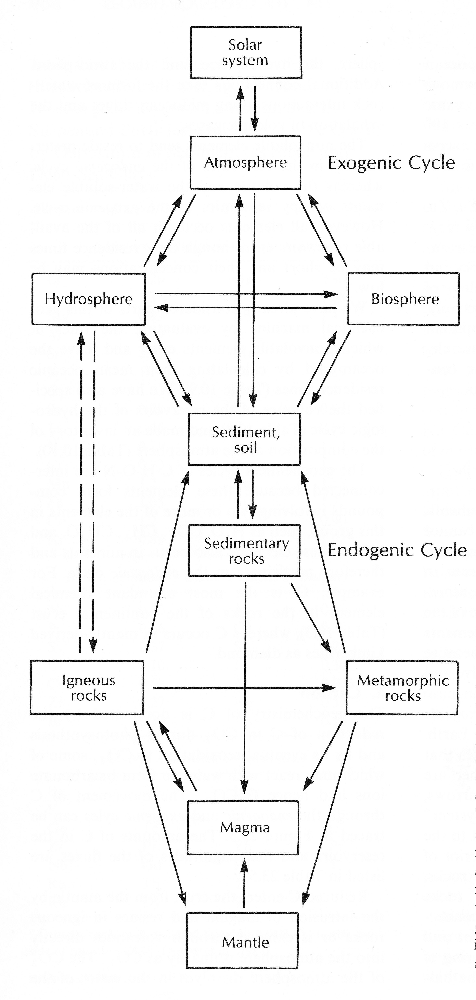 Solar
system
Atmosphere
Exogenic Cycle
Hydrosphere
Biosphere
Sediment,
soil
Sedimentary
rocks
Endogenic Cycle
Igneous
rocks
Metamorphic
rocks
Magma
Mantle